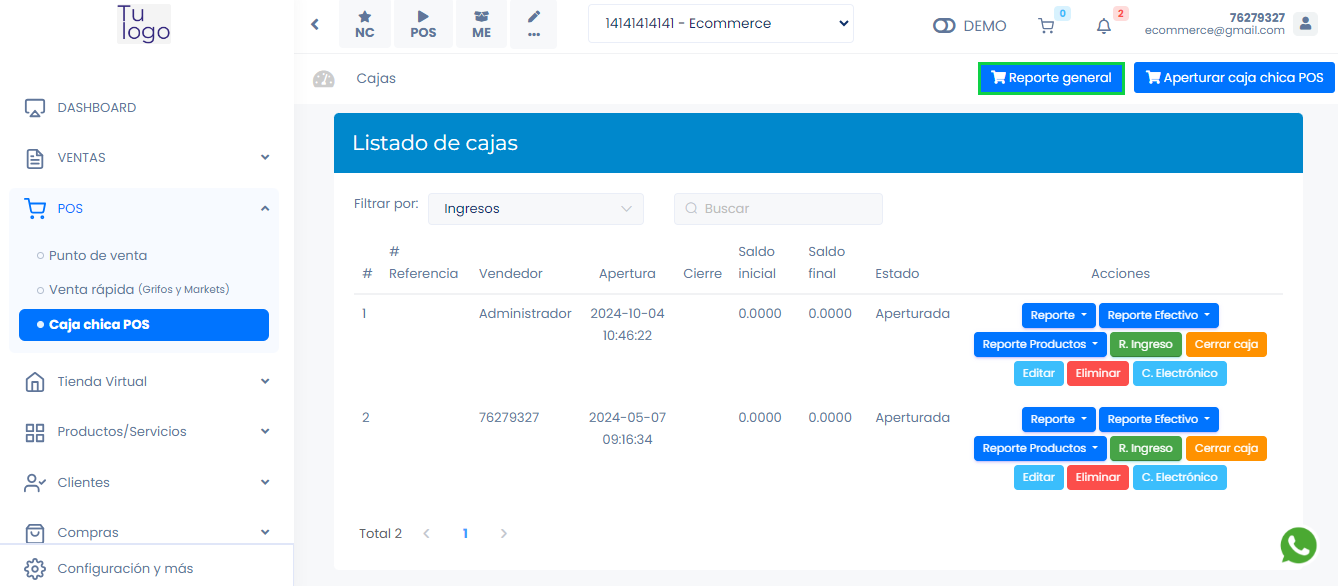 Tu
logo
NC
POS
ME
...
14141414141 - Ecommerce
DEMO
0
2
76279327
ecommerce@gmail.com
Cajas
Reporte general
Aperturar caja chica POS
DASHBOARD
VENTAS
POS
Punto de venta
Venta rápida (Grifos y Markets)
Caja chica POS
Tienda Virtual
Productos/Servicios
Clientes
Compras
Configuración y más
Listado de cajas
Filtrar por:
Ingresos
Buscar
# # Referencia Vendedor Apertura Cierre Saldo inicial Saldo final Estado Acciones
1 Administrador 2024-10-04 0.0000 0.0000 Aperturada Reporte Reporte Efectivo
10:46:22
Reporte Productos R. Ingreso Cerrar caja
Editar Eliminar C. Electrónico
2 76279327 2024-05-07 0.0000 0.0000 Aperturada Reporte Reporte Efectivo
09:16:34
Reporte Productos R. Ingreso Cerrar caja
Editar Eliminar C. Electrónico
Total 2 < 1 >